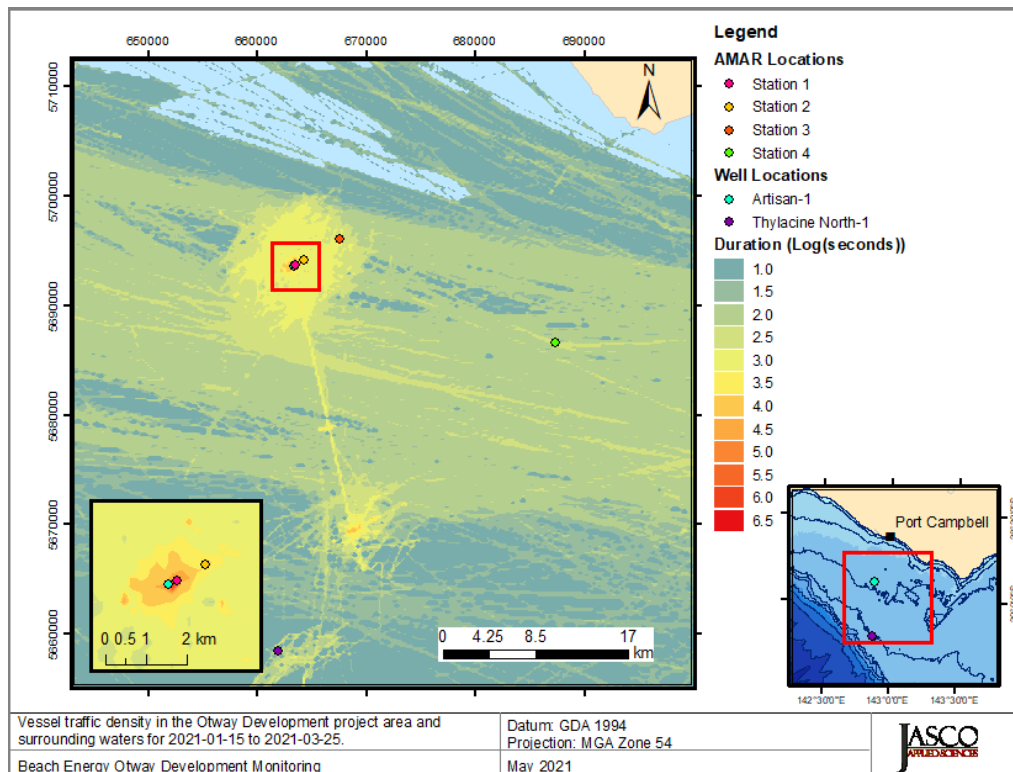 650000 660000 670000 680000 690000
5710000
5700000
5690000
5680000
5670000
5660000
N
0 0.5 1 2 km
0 4.25 8.5 17
km
Legend
AMAR Locations
Station 1
Station 2
Station 3
Station 4
Well Locations
Artisan-1
Thylacine North-1
Duration (Log(seconds))
1.0
1.5
2.0
2.5
3.0
3.5
4.0
4.5
5.0
5.5
6.0
6.5
Port Campbell
142°30'0"E 143°0'0"E 143°30'0"E
Vessel traffic density in the Otway Development project area and
surrounding waters for 2021-01-15 to 2021-03-25.
Beach Energy Otway Development Monitoring
Datum: GDA 1994
Projection: MGA Zone 54
May 2021
JASCO
APPLIED SCIENCES